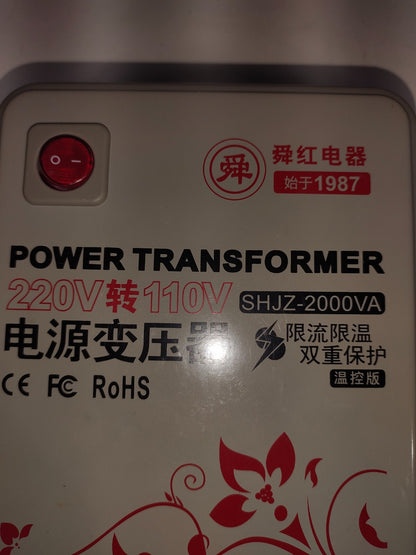 舜
舜红电器
始于1987
POWER TRANSFORMER
220V转110V SHJZ-2000VA
电源变压器
限流限温
双重保护
温控版
CE FC RoHS